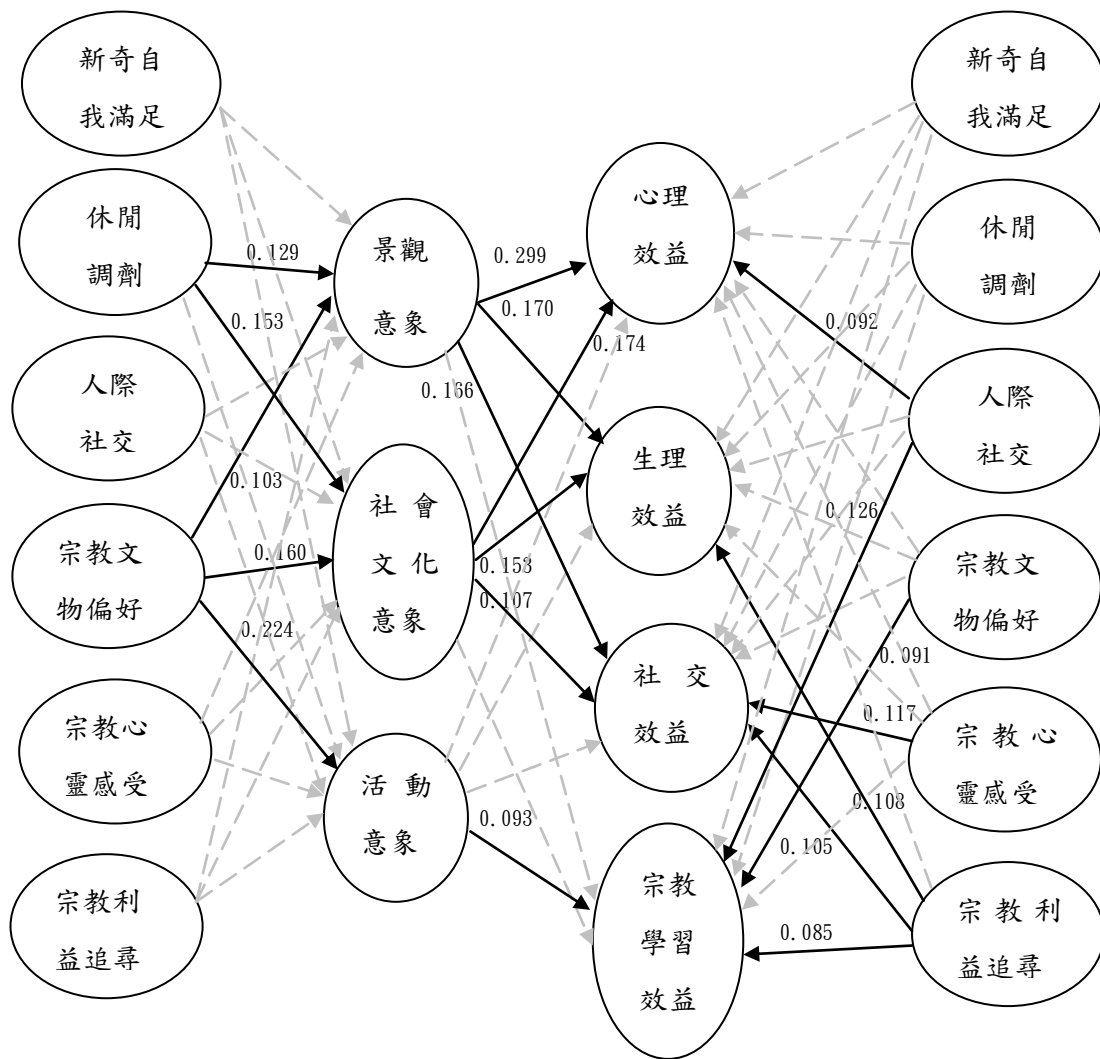 新奇自
我滿足
休閒
調劑
人際
社交
宗教文
物偏好
宗教心
靈感受
宗教利
益追尋
0.129
0.153
0.103
0.160
0.224
景觀
意象
社會
文化
意象
活動
意象
0.299
0.170
0.174
0.166
0.153
0.107
0.093
心理
效益
生理
效益
社交
效益
宗教
學習
效益
0.092
0.126
0.091
0.117
0.108
0.105
0.085
新奇自
我滿足
休閒
調劑
人際
社交
宗教文
物偏好
宗教心
靈感受
宗教利
益追尋